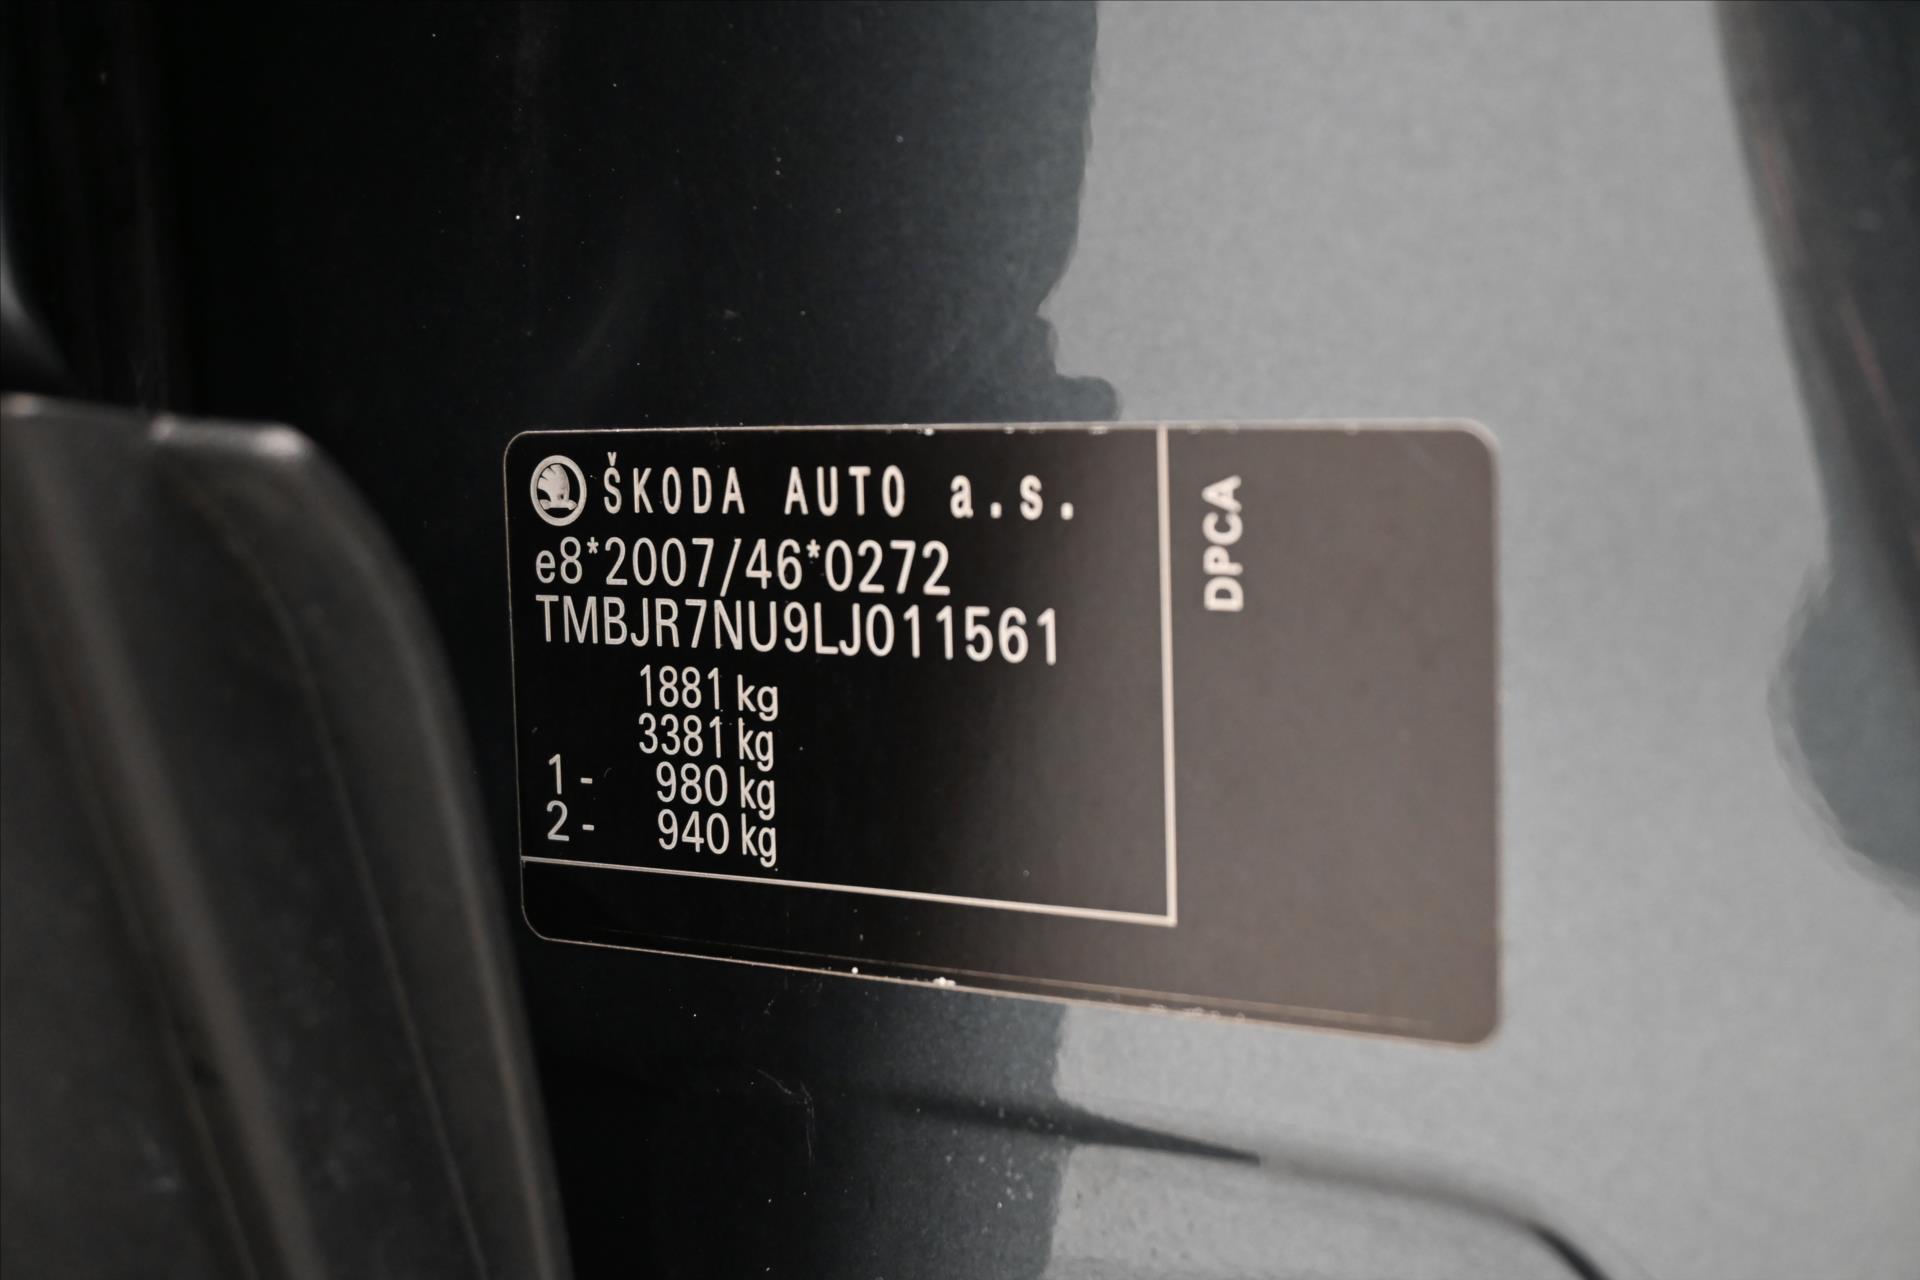 ŠKODA AUTO a.s.
e8*2007/46*0272
TMBJR7NU9LJ011561
1881 kg
3381 kg
1- 980 kg
2- 940 kg
DPCA